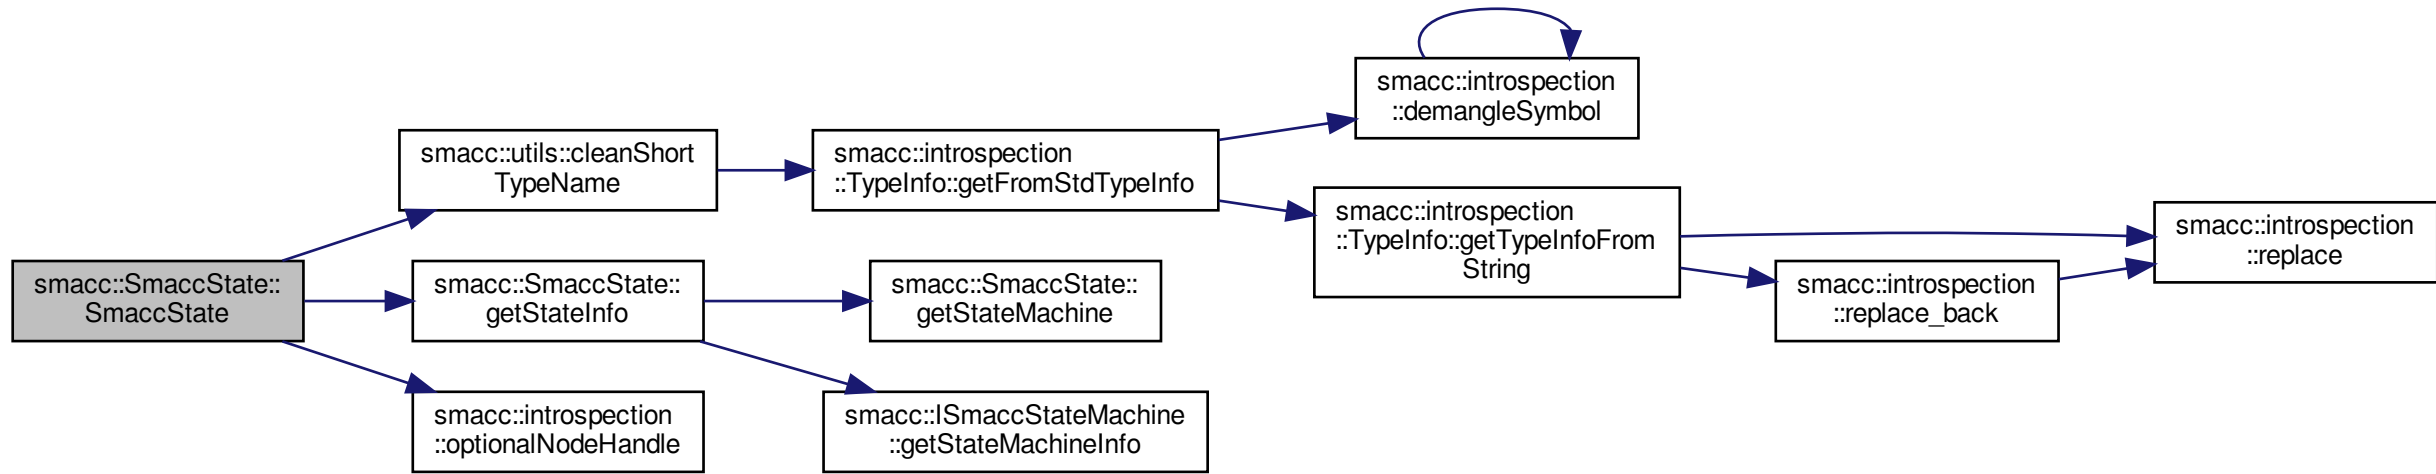 smacc::SmaccState::
SmaccState
smacc::utils::cleanShort
TypeName
smacc::introspection
::TypeInfo::getFromStdTypeInfo
smacc::introspection
::demangleSymbol
smacc::introspection
::TypeInfo::getTypeInfoFrom
String
smacc::introspection
::replace
smacc::introspection
::replace_back
smacc::SmaccState::
getStateInfo
smacc::SmaccState::
getStateMachine
smacc::ISmaccStateMachine
::getStateMachineInfo
smacc::introspection
::optionalNodeHandle